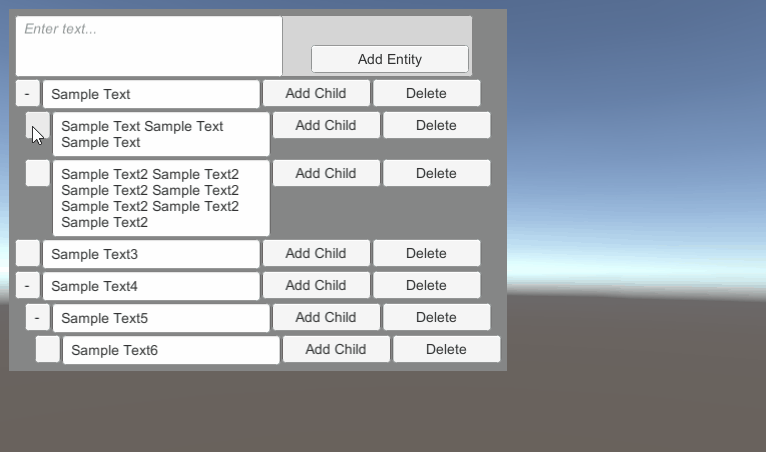 Enter text...
Add Entity
- Sample Text Add Child Delete
Sample Text Sample Text Add Child Delete
Sample Text
Sample Text2 Sample Text2 Add Child Delete
Sample Text2 Sample Text2
Sample Text2 Sample Text2
Sample Text2
Sample Text3 Add Child Delete
- Sample Text4 Add Child Delete
- Sample Text5 Add Child Delete
Sample Text6 Add Child Delete